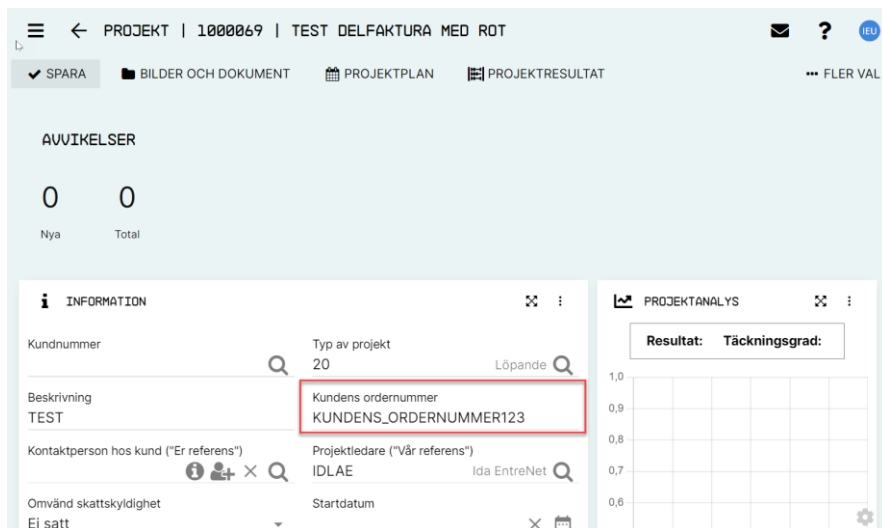 PROJEKT | 1000069 | TEST DELFAKTURA MED ROT
? IEU
SPARA BILDER OCH DOKUMENT PROJEKTPLAN PROJEKTRESULTAT ••• FLER VAL
AVVIKELSER
0 0
Nya Total
INFORMATION
Kundnummer
Typ av projekt
20 Löpande
Beskrivning
TEST
Kundens ordernummer
KUNDENS_ORDERNUMMER123
Kontaktperson hos kund ("Er referens")
Projektledare ("Vår referens")
IDLAE Ida EntreNet
Omvänd skattskyldighet
Ej satt
Startdatum
PROJEKTANALYS
Resultat: Täckningsgrad:
1,0
0,9
0,8
0,7
0,6